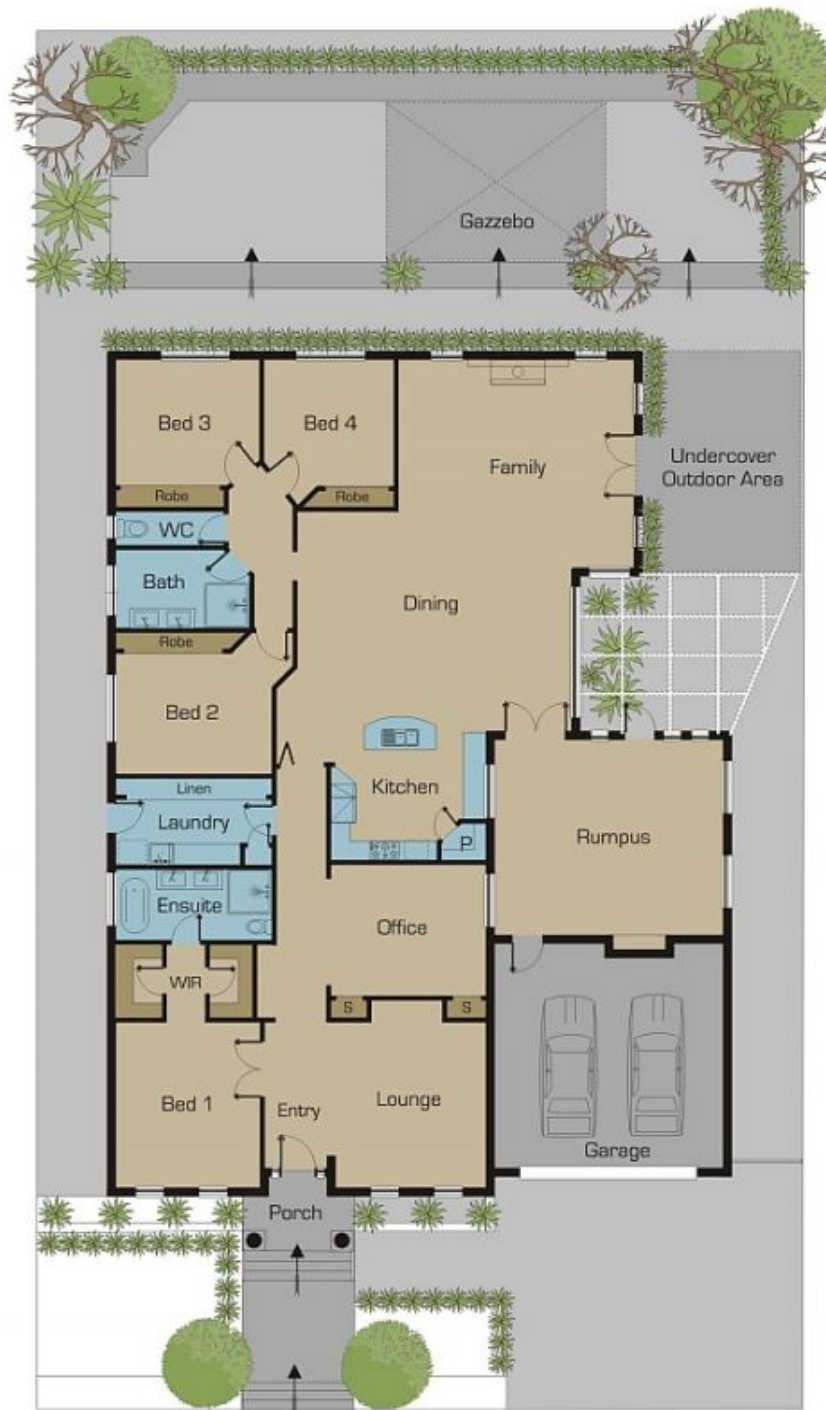 Gazzebo
Bed 3
Bed 4
Family
Undercover
Outdoor Area
Robe
Robe
WC
Bath
Dining
Robe
Bed 2
Linen
Kitchen
Laundry
P
Rumpus
Ensuite
Office
WIR
S
S
Bed 1
Entry
Lounge
Garage
Porch